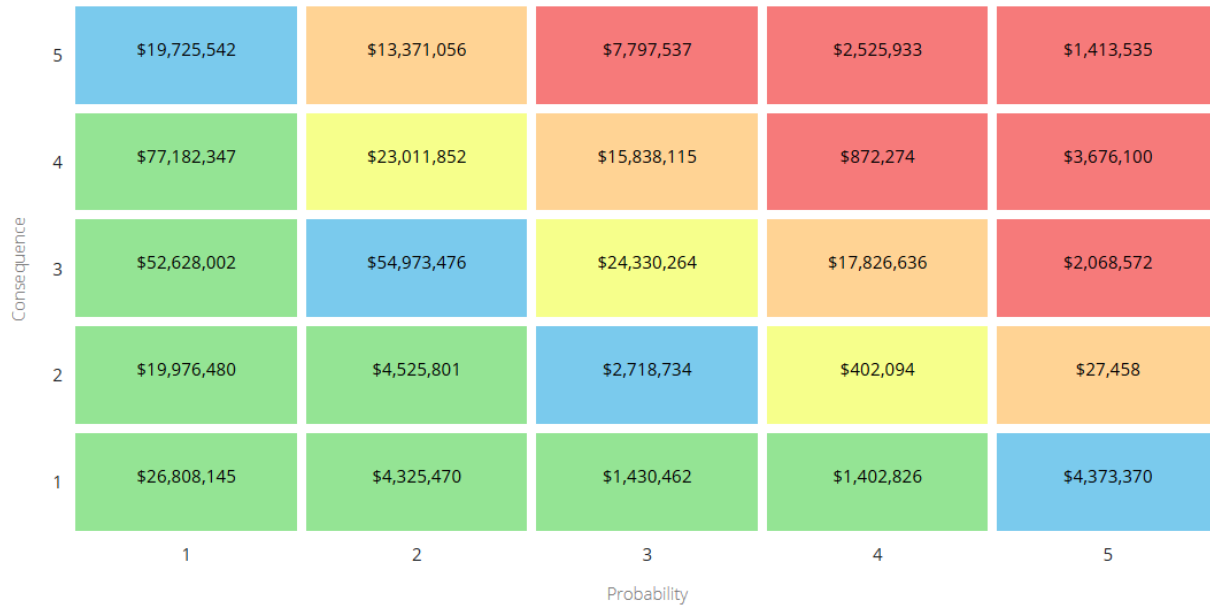 5 $19,725,542 $13,371,056 $7,797,537 $2,525,933 $1,413,535
4 $77,182,347 $23,011,852 $15,838,115 $872,274 $3,676,100
Consequence
3 $52,628,002 $54,973,476 $24,330,264 $17,826,636 $2,068,572
2 $19,976,480 $4,525,801 $2,718,734 $402,094 $27,458
1 $26,808,145 $4,325,470 $1,430,462 $1,402,826 $4,373,370
1 2 3 4 5
Probability